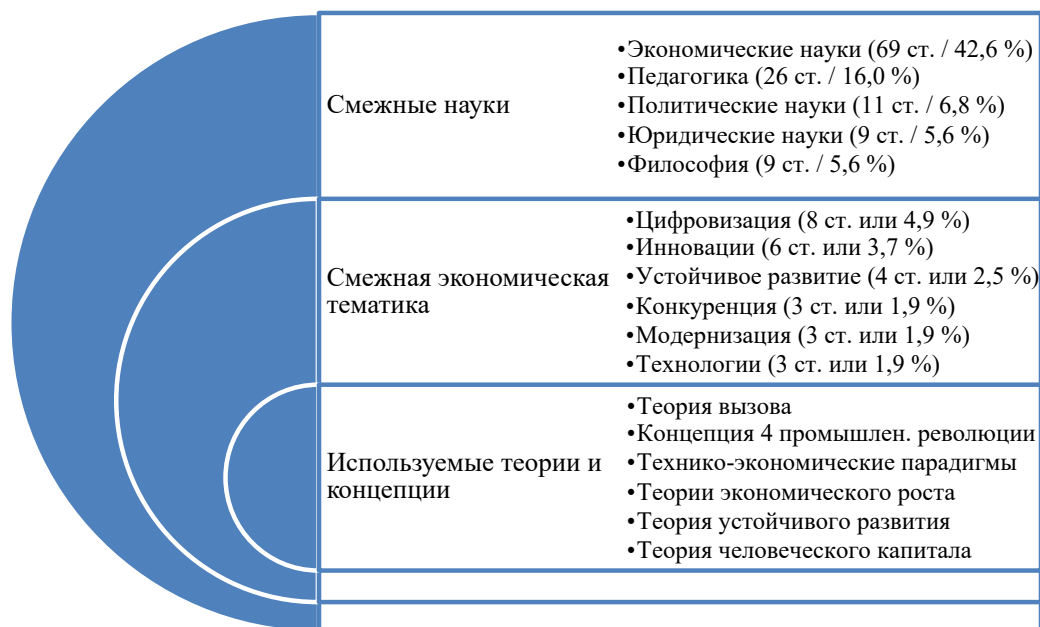 Смежные науки
•Экономические науки (69 ст. / 42,6 %)
•Педагогика (26 ст. / 16,0 %)
•Политические науки (11 ст. / 6,8 %)
•Юридические науки (9 ст. / 5,6 %)
•Философия (9 ст. / 5,6 %)
Смежная экономическая
тематика
•Цифровизация (8 ст. или 4,9 %)
•Инновации (6 ст. или 3,7 %)
•Устойчивое развитие (4 ст. или 2,5 %)
•Конкуренция (3 ст. или 1,9 %)
•Модернизация (3 ст. или 1,9 %)
•Технологии (3 ст. или 1,9 %)
Используемые теории и
концепции
•Теория вызова
•Концепция 4 промышлен. революции
•Технико-экономические парадигмы
•Теории экономического роста
•Теория устойчивого развития
•Теория человеческого капитала